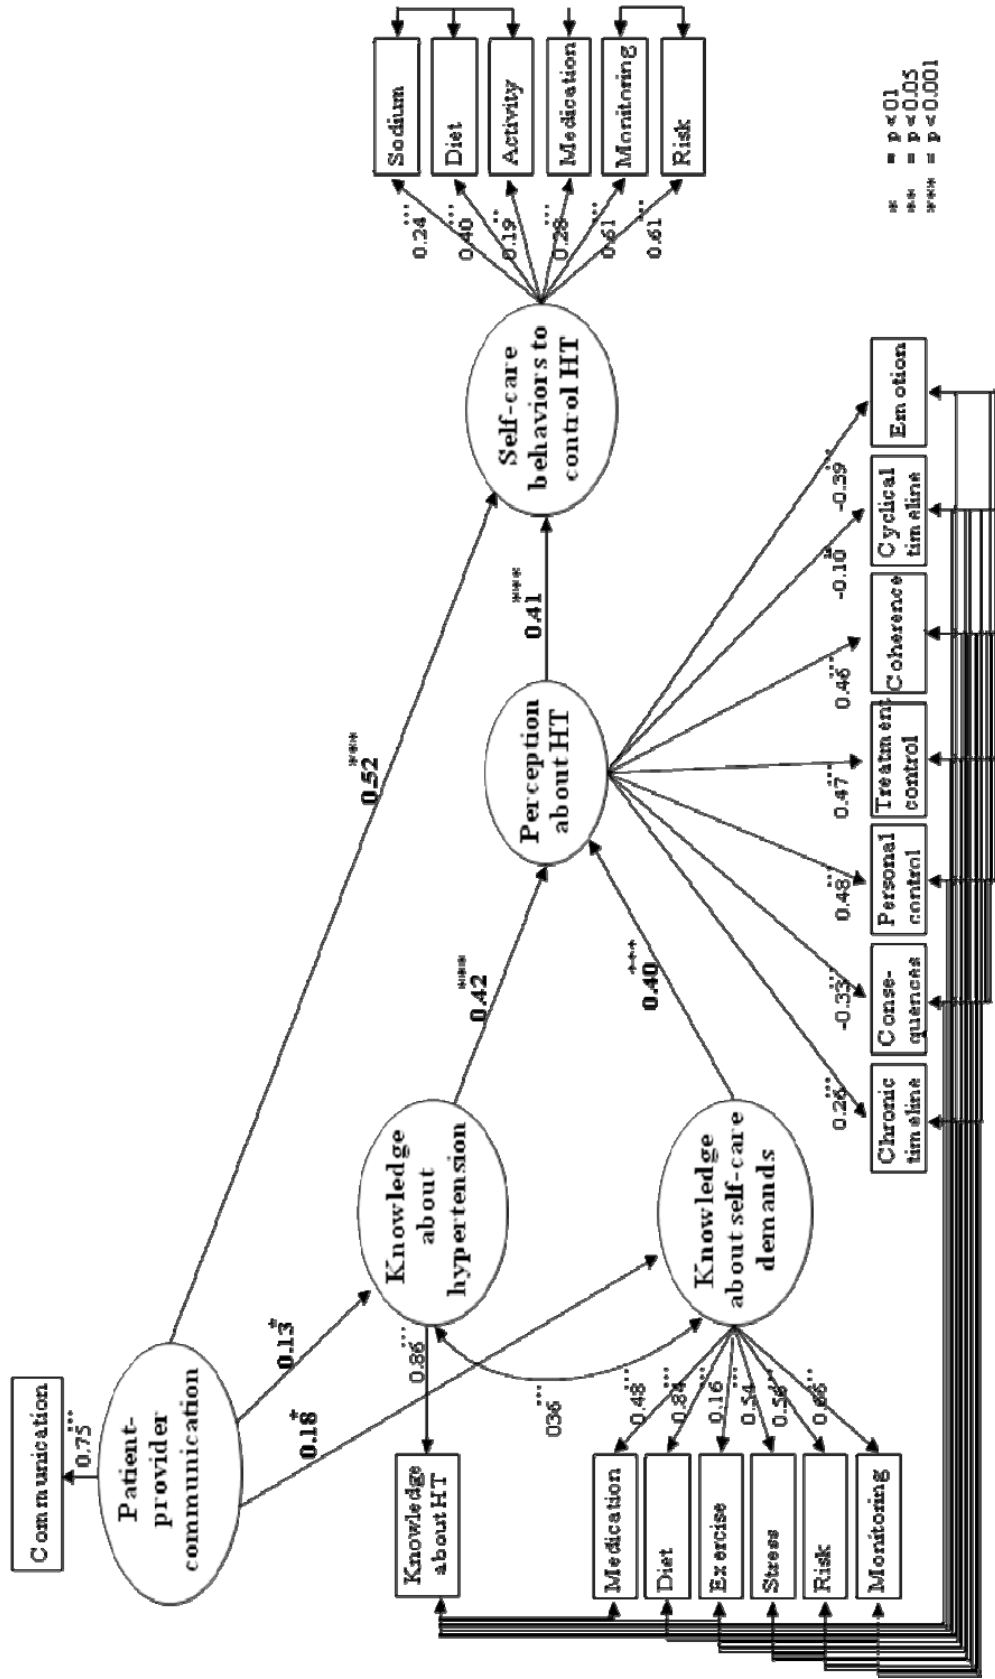 Communication
0.75***
Patient-
provider
communication
0.52***
0.13*
0.18*
Knowledge
about
hypertension
0.86***
Knowledge
about HT
036***
0.42***
0.40***
Knowledge
about self-care
demands
0.48***
0.84***
0.16***
0.54***
0.56***
0.66***
Medication
Diet
Exercise
Stress
Risk
Monitoring
Perception
about HT
0.41***
Self-care
behaviors to
control HT
0.24***
0.40***
0.19**
0.28***
0.61***
0.61***
Sodium
Diet
Activity
Medication
Monitoring
Risk
0.26***
-0.33***
0.48***
0.47***
0.46***
-0.10*
-0.39***
Chronic
timeline
Conse-
quences
Personal
control
Treatment
control
Coherence
Cyclical
timeline
Emotion
* = p <01
** = p <0.05
*** = p <0.001